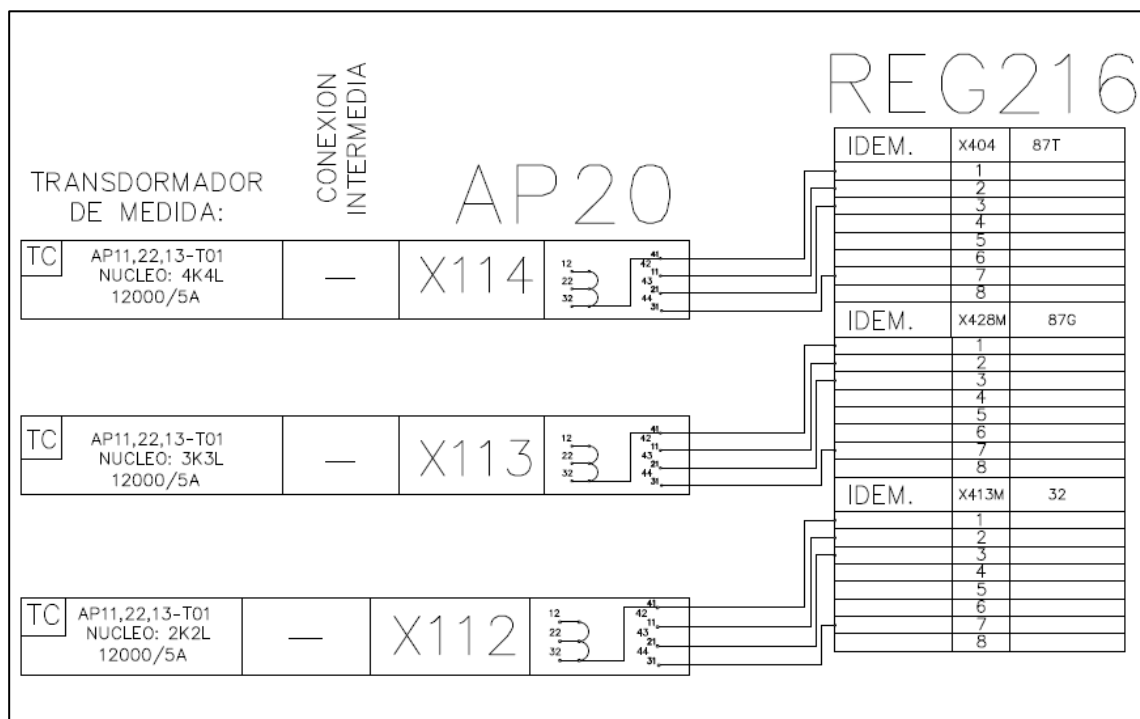 REG216
CONEXION
INTERMEDIA
AP20
TRANSDORMADOR
DE MEDIDA:
TC
AP11,22,13-T01
NUCLEO: 4K4L
12000/5A
—
X114
12
22
32
41
42
11
43
21
44
31
IDEM. X404 87T
1
2
3
4
5
6
7
8
TC
AP11,22,13-T01
NUCLEO: 3K3L
12000/5A
—
X113
12
22
32
41
42
11
43
21
44
31
IDEM. X428M 87G
1
2
3
4
5
6
7
8
TC
AP11,22,13-T01
NUCLEO: 2K2L
12000/5A
—
X112
12
22
32
41
42
11
43
21
44
31
IDEM. X413M 32
1
2
3
4
5
6
7
8